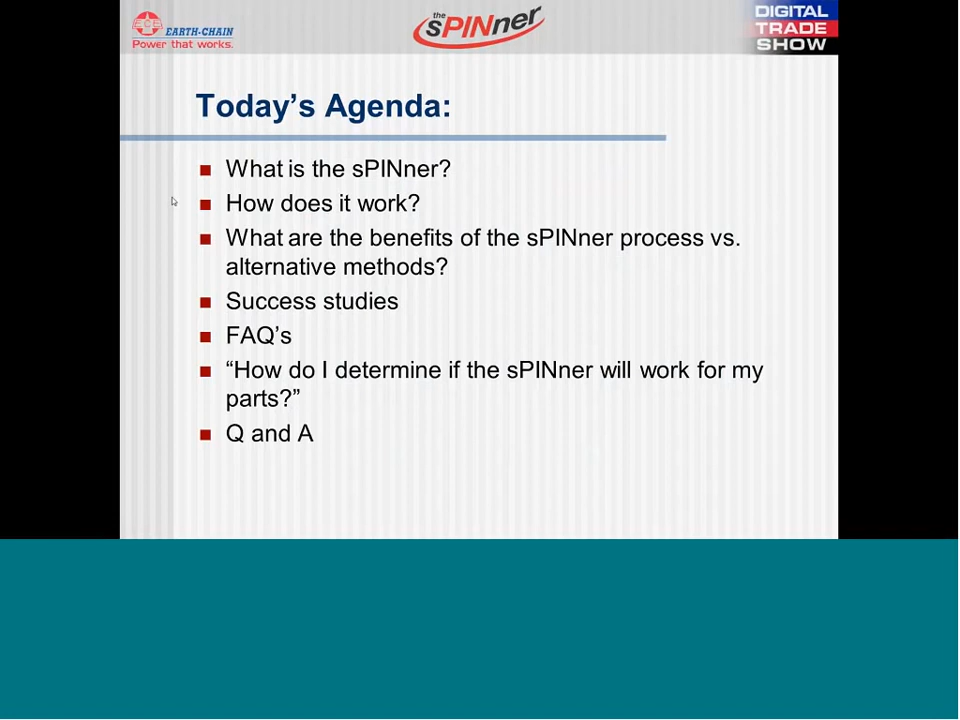 ECE EARTH-CHAIN
Power that works.
the sPINner
DIGITAL
TRADE
SHOW
Today’s Agenda:
What is the sPINner?
How does it work?
What are the benefits of the sPINner process vs.
alternative methods?
Success studies
FAQ’s
“How do I determine if the sPINner will work for my
parts?”
Q and A